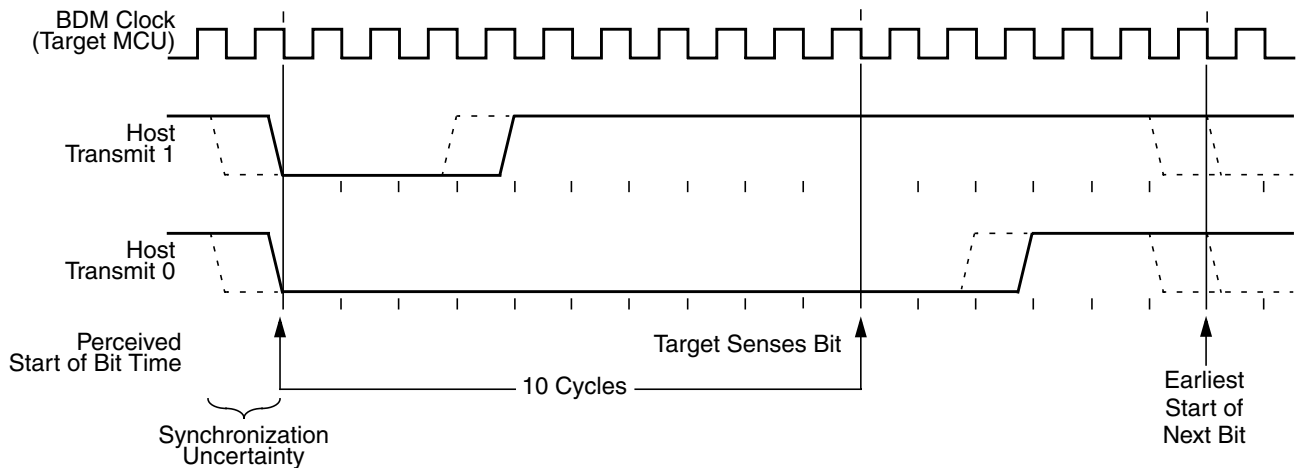 BDM Clock
(Target MCU)
Host
Transmit 1
Host
Transmit 0
Perceived
Start of Bit Time
Target Senses Bit
10 Cycles
Earliest
Start of
Next Bit
Synchronization
Uncertainty